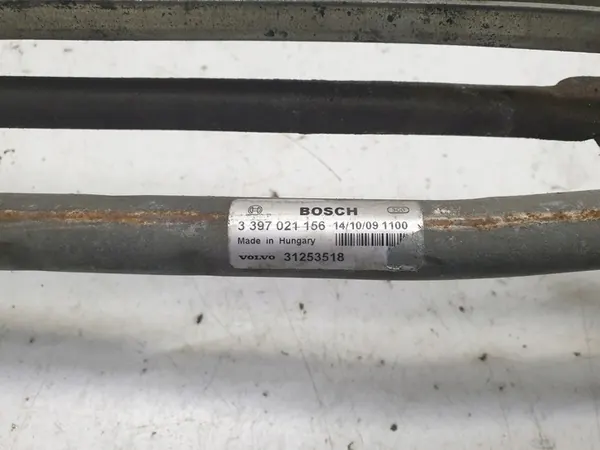 BOSCH
3 397 021 156 14/10/09 1100
Made in Hungary
VOLVO 31253518